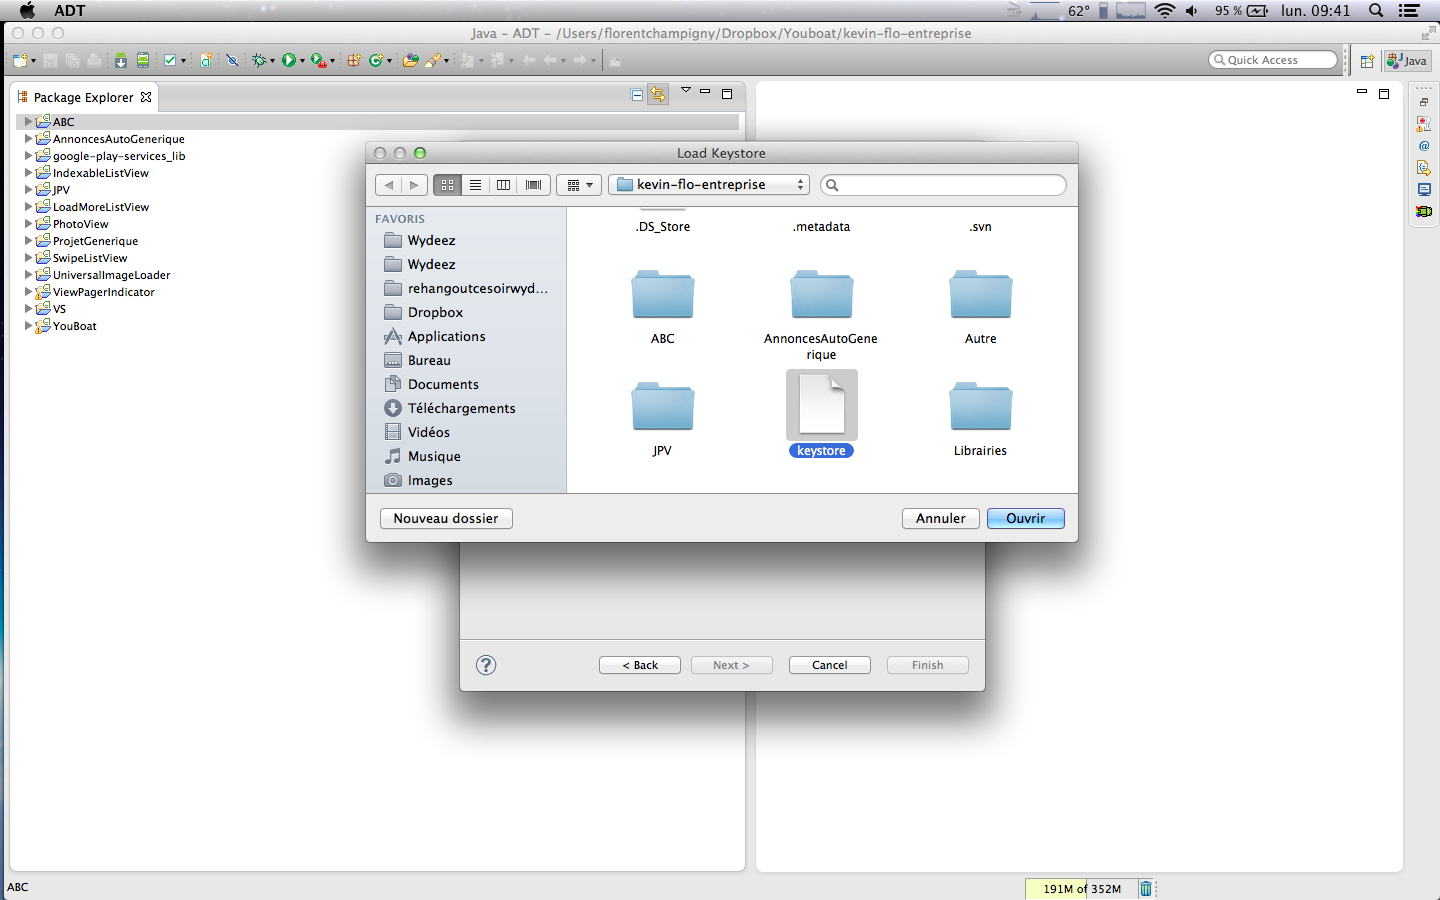 ADT
62°
95 %
lun. 09:41
Java – ADT – /Users/florentchampigny/Dropbox/Youboat/kevin-flo-entreprise
Quick Access
Java
Package Explorer
ABC
AnnoncesAutoGenerique
google-play-services_lib
IndexableListView
JPV
LoadMoreListView
PhotoView
ProjetGenerique
SwipeListView
UniversalImageLoader
ViewPagerIndicator
VS
YouBoat
Load Keystore
kevin-flo-entreprise
FAVORIS
Wydeez
Wydeez
rehangoutcesoirwyd...
Dropbox
Applications
Bureau
Documents
Téléchargements
Vidéos
Musique
Images
.DS_Store
.metadata
.svn
ABC
AnnoncesAutoGene
rique
Autre
JPV
keystore
Librairies
Nouveau dossier
Annuler
Ouvrir
?
< Back
Next >
Cancel
Finish
ABC
191M of 352M